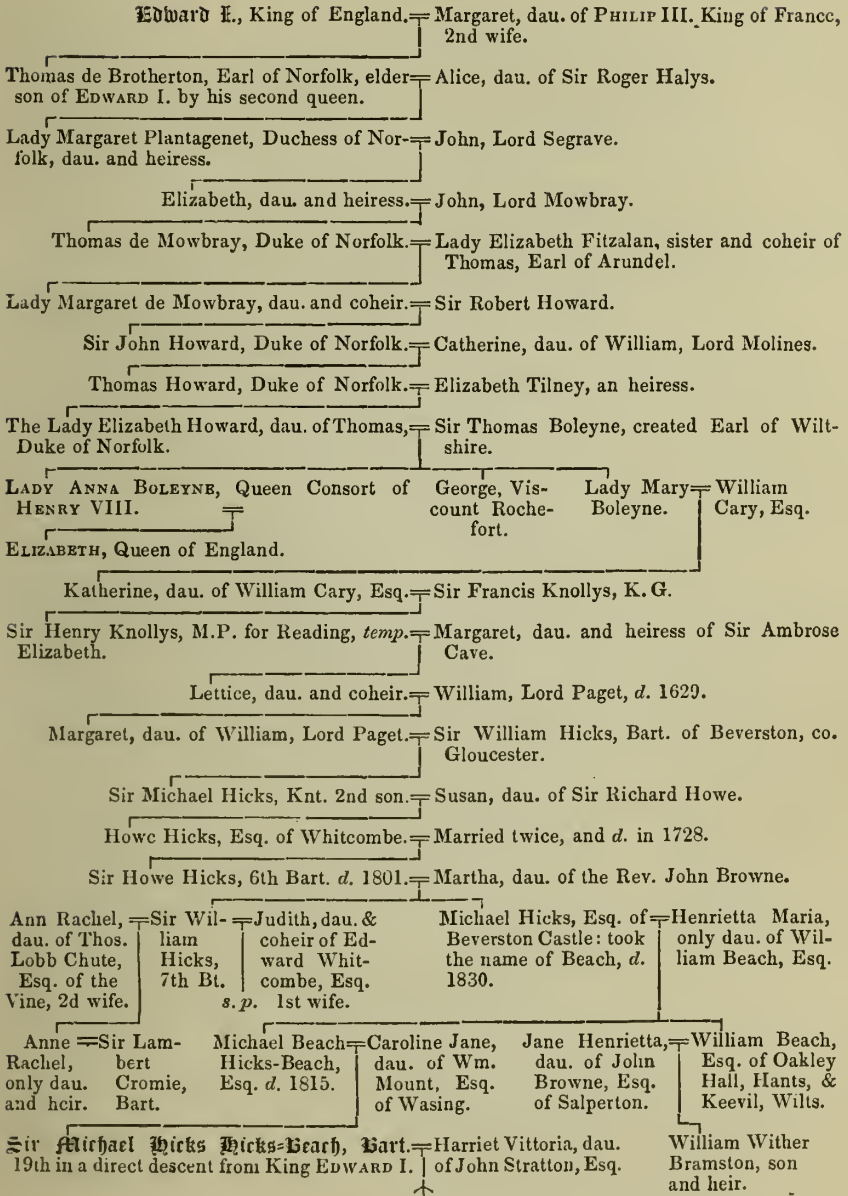 Edward I., King of England. Margaret, dau. of PHILIP III. King of France,
2nd wife.
Thomas de Brotherton, Earl of Norfolk, elder Alice, dau. of Sir Roger Halys.
son of EDWARD I. by his second queen.
Lady Margaret Plantagenet, Duchess of Nor- John, Lord Segrave.
folk, dau. and heiress.
Elizabeth, dau. and heiress. John, Lord Mowbray.
Thomas de Mowbray, Duke of Norfolk. Lady Elizabeth Fitzalan, sister and coheir of
Thomas, Earl of Arundel.
Lady Margaret de Mowbray, dau. and coheir. Sir Robert Howard.
Sir John Howard, Duke of Norfolk. Catherine, dau. of William, Lord Molines.
Thomas Howard, Duke of Norfolk. Elizabeth Tilney, an heiress.
The Lady Elizabeth Howard, dau. of Thomas, Duke of Norfolk.
Sir Thomas Boleyne, created Earl of Wilt-
shire.
LADY ANNA BOLEYNE, Queen Consort of
HENRY VIII.
George, Vis-
count Roche-
fort.
Lady Mary
Boleyne.
William
Cary, Esq.
ELIZABETH, Queen of England.
Katherine, dau. of William Cary, Esq. Sir Francis Knollys, K. G.
Sir Henry Knollys, M.P. for Reading, temp.
Elizabeth.
Margaret, dau. and heiress of Sir Ambrose
Cave.
Lettice, dau. and coheir. William, Lord Paget, d. 1629.
Margaret, dau. of William, Lord Paget. Sir William Hicks, Bart. of Beverston, co.
Gloucester.
Sir Michael Hicks, Knt. 2nd son. Susan, dau. of Sir Richard Howe.
Howe Hicks, Esq. of Whitcombe. Married twice, and d. in 1728.
Sir Howe Hicks, 6th Bart. d. 1801. Martha, dau. of the Rev. John Browne.
Ann Rachel,
dau. of Thos.
Lobb Chute,
Esq. of the
Vine, 2d wife.
Sir Wil-
liam
Hicks,
7th Bt.
Judith, dau. &
coheir of Ed-
ward Whit-
combe, Esq.
s.p. 1st wife.
Michael Hicks, Esq. of
Beverston Castle: took
the name of Beach, d.
1830.
Henrietta Maria,
only dau. of Wil-
liam Beach, Esq.
Anne
Rachel,
only dau.
and heir.
Sir Lam-
bert
Cromie,
Bart.
Michael Beach
Hicks-Beach,
Esq. d. 1815.
Caroline Jane,
dau. of Wm.
Mount, Esq.
of Wasing.
Jane Henrietta,
dau. of John
Browne, Esq.
of Salperton.
William Beach,
Esq. of Oakley
Hall, Hants, &
Keevil, Wilts.
Sir Michael Hicks Hicks-Beach, Bart.
19th in a direct descent from King EDWARD I.
Harriet Vittoria, dau.
of John Stratton, Esq.
William Wither
Bramston, son
and heir.